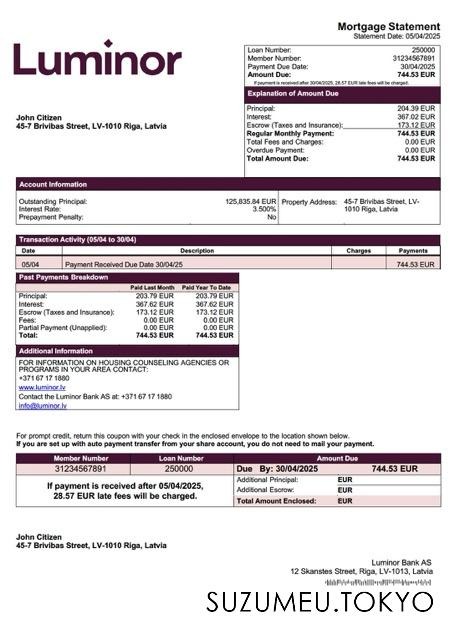 Mortgage Statement
Statement Date: 05/04/2025
Luminor
Loan Number: 250000
Member Number: 31234567891
Payment Due Date: 30/04/2025
Amount Due: 744.53 EUR
If payment is received after 30/04/2025, 28.57 EUR late fees will be charged.
Explanation of Amount Due
Principal: 204.39 EUR
Interest: 367.02 EUR
Escrow (Taxes and Insurance): 173.12 EUR
Regular Monthly Payment: 744.53 EUR
Total Fees and Charges: 0.00 EUR
Overdue Payment: 0.00 EUR
Total Amount Due: 744.53 EUR
John Citizen
45-7 Brivibas Street, LV-1010 Riga, Latvia
Account Information
Outstanding Principal: 125,835.84 EUR
Interest Rate: 3.500%
Prepayment Penalty: No
Property Address: 45-7 Brivibas Street, LV-
1010 Riga, Latvia
Transaction Activity (05/04 to 30/04)
Date Description Charges Payments
05/04 Payment Received Due Date 30/04/25 744.53 EUR
Past Payments Breakdown
Paid Last Month Paid Year To Date
Principal: 203.79 EUR 203.79 EUR
Interest: 367.62 EUR 367.62 EUR
Escrow (Taxes and Insurance): 173.12 EUR 173.12 EUR
Fees: 0.00 EUR 0.00 EUR
Partial Payment (Unapplied): 0.00 EUR 0.00 EUR
Total: 744.53 EUR 744.53 EUR
Additional Information
FOR INFORMATION ON HOUSING COUNSELING AGENCIES OR
PROGRAMS IN YOUR AREA CONTACT:
+371 67 17 1880
www.luminor.lv
Contact the Luminor Bank AS at: +371 67 17 1880
info@luminor.lv
For prompt credit, return this coupon with your check in the enclosed envelope to the location shown below.
If you are set up with auto payment transfer from your share account, you do not need to mail your payment.
Member Number Loan Number Amount Due
31234567891 250000 Due By: 30/04/2025 744.53 EUR
If payment is received after 05/04/2025,
28.57 EUR late fees will be charged.
Additional Principal: EUR
Additional Escrow: EUR
Total Amount Enclosed: EUR
John Citizen
45-7 Brivibas Street, LV-1010 Riga, Latvia
Luminor Bank AS
12 Skanstes Street, Riga, LV-1013, Latvia
SUZUMEU.TOKYO